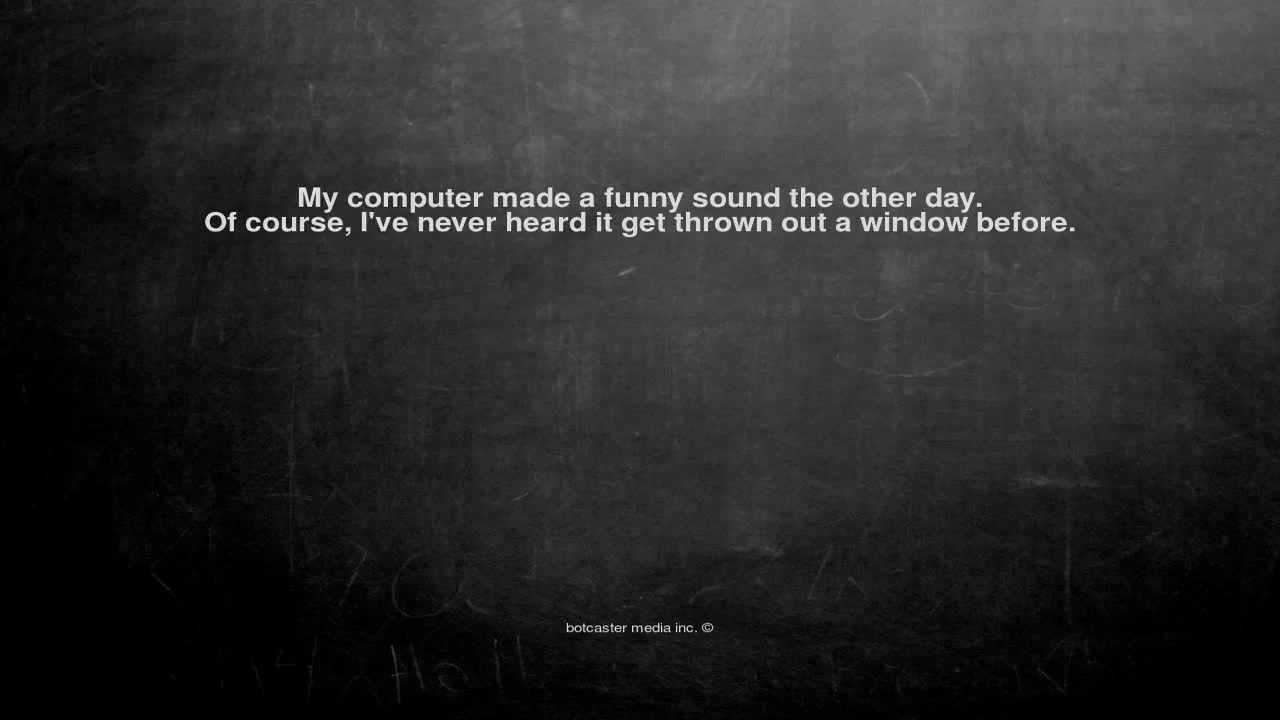 My computer made a funny sound the other day.
Of course, I've never heard it get thrown out a window before.
botcaster media inc. ©